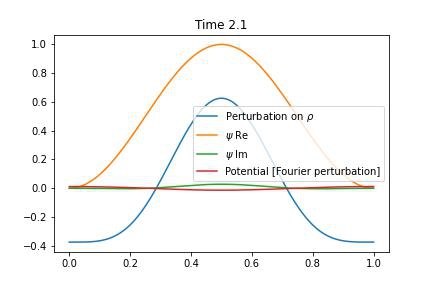 Time 2.1
1.0
0.8
0.6
0.4
0.2
0.0
−0.2
−0.4
Perturbation on ρ
ψ Re
ψ Im
Potential [Fourier perturbation]
0.0 0.2 0.4 0.6 0.8 1.0